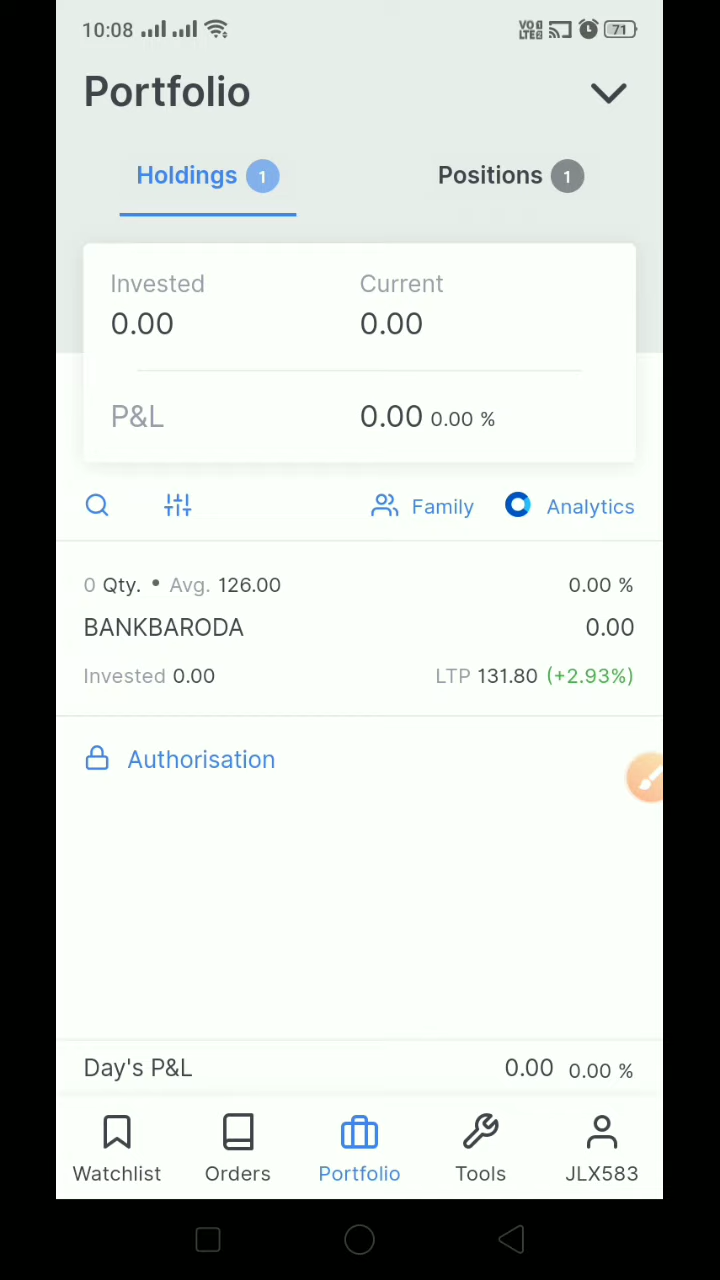 10:08 VO LTE 71
Portfolio
Holdings 1 Positions 1
Invested Current
0.00 0.00
P&L 0.00 0.00 %
Family Analytics
0 Qty. • Avg. 126.00 0.00 %
BANKBARODA 0.00
Invested 0.00 LTP 131.80 (+2.93%)
Authorisation
Day's P&L 0.00 0.00 %
Watchlist Orders Portfolio Tools JLX583